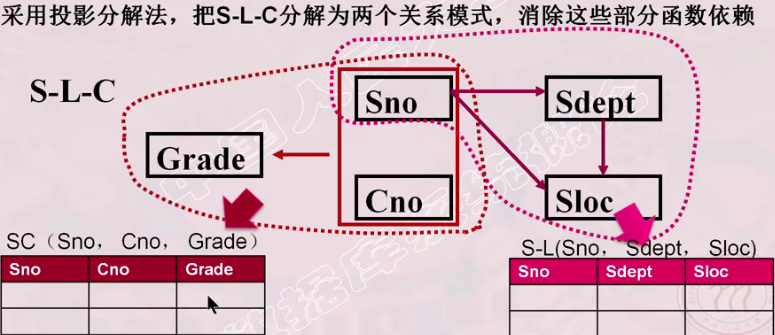 采用投影分解法，把S-L-C分解为两个关系模式，消除这些部分函数依赖
S-L-C
Sno
Sdept
Grade
Cno
Sloc
SC（Sno， Cno， Grade）
S-L(Sno， Sdept， Sloc)
Sno Cno Grade
Sno Sdept Sloc